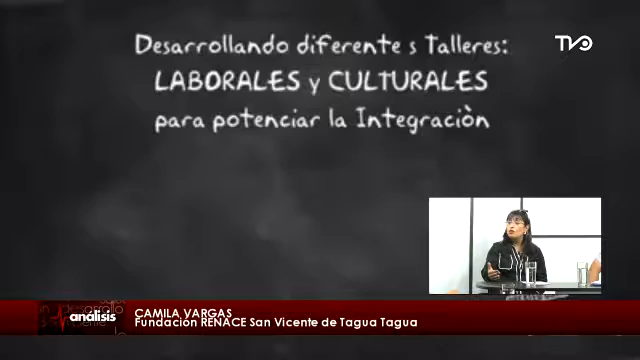 Desarrollando diferente s Talleres:
LABORALES y CULTURALES
para potenciar la Integraciòn
TVO
análisis
CAMILA VARGAS
Fundación RENACE San Vicente de Tagua Tagua